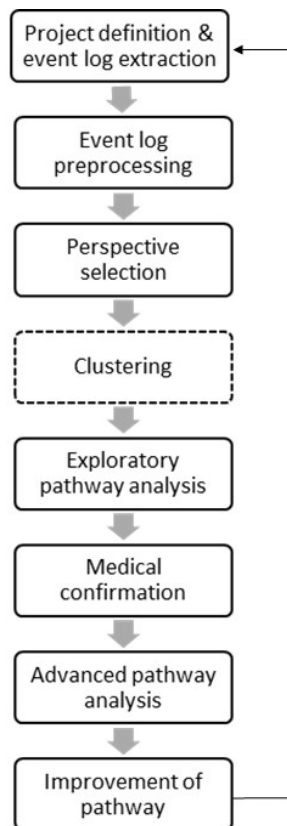 Project definition &
event log extraction
Event log
preprocessing
Perspective
selection
Clustering
Exploratory
pathway analysis
Medical
confirmation
Advanced pathway
analysis
Improvement of
pathway